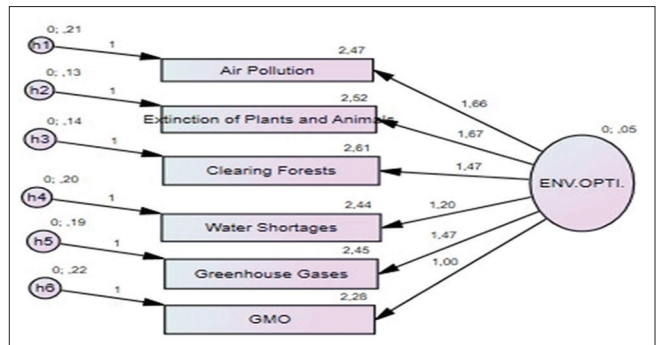 0; ,21
h1
1
2,47
Air Pollution
0; ,13
h2
1
2,52
Extinction of Plants and Animals
0; ,14
h3
1
2,61
Clearing Forests
0; ,20
h4
1
2,44
Water Shortages
0; ,19
h5
1
2,45
Greenhouse Gases
0; ,22
h6
1
2,28
GMO
1,66
1,67
1,47
1,20
1,47
1,00
0; ,05
ENV.OPTI.